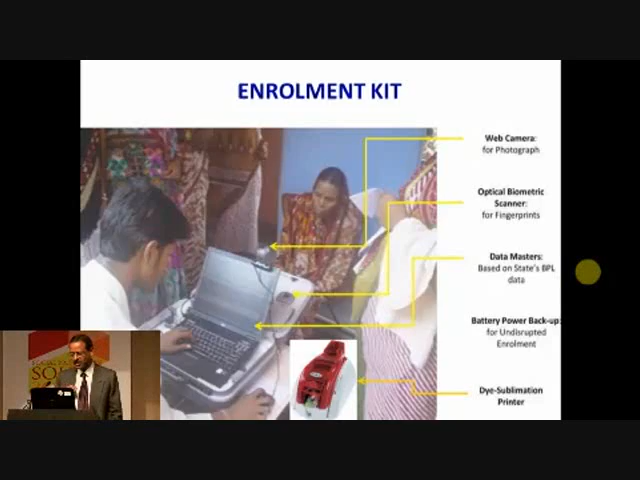 ENROLMENT KIT
Web Camera:
for Photograph
Optical Biometric
Scanner:
for Fingerprints
Data Masters:
Based on State's BPL
data
Battery Power Back-up:
for Undisrupted
Enrolment
Dye-Sublimation
Printer